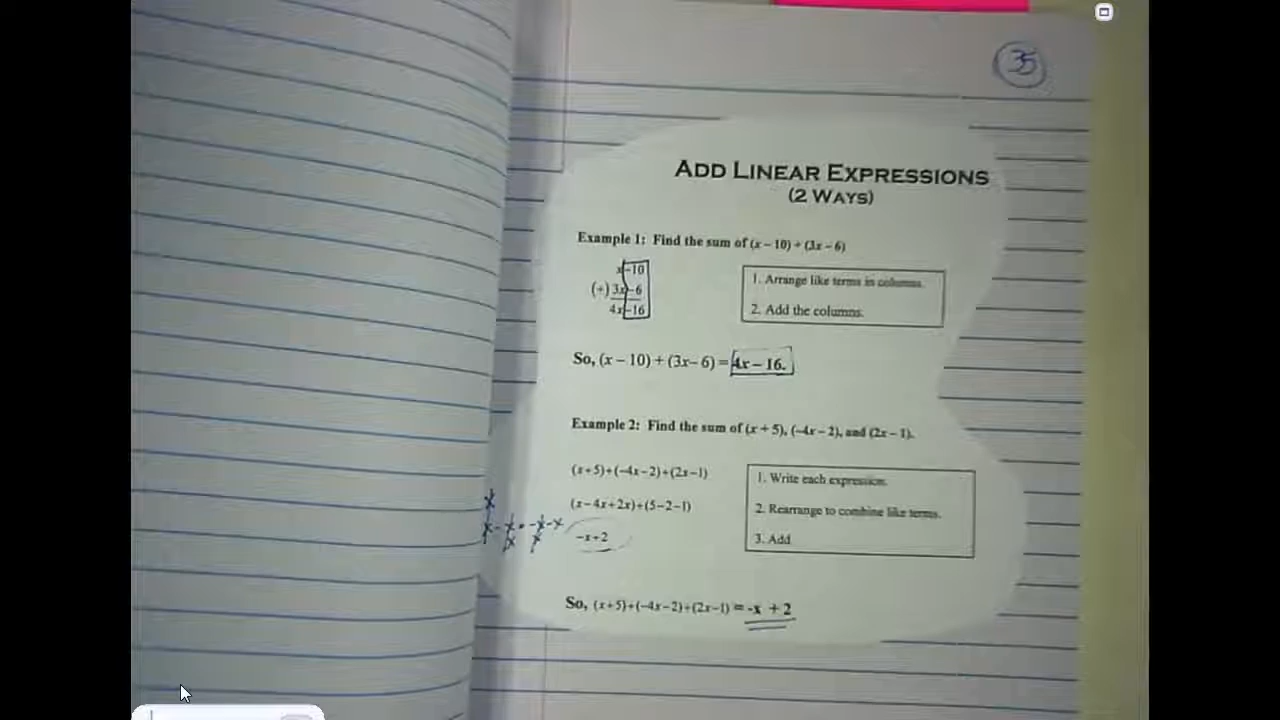 35
ADD LINEAR EXPRESSIONS
(2 WAYS)
Example 1: Find the sum of (x – 10) + (3x – 6)
x –10
(+) 3x –6
4x –16
1. Arrange like terms in columns.
2. Add the columns.
So, (x – 10) + (3x – 6) = 4x – 16.
Example 2: Find the sum of (x + 5), (–4x – 2), and (2x – 1).
(x+5)+(–4x–2)+(2x–1)
(x–4x+2x)+(5–2–1)
–x+2
1. Write each expression.
2. Rearrange to combine like terms.
3. Add
So, (x+5)+(–4x–2)+(2x–1) = -x + 2